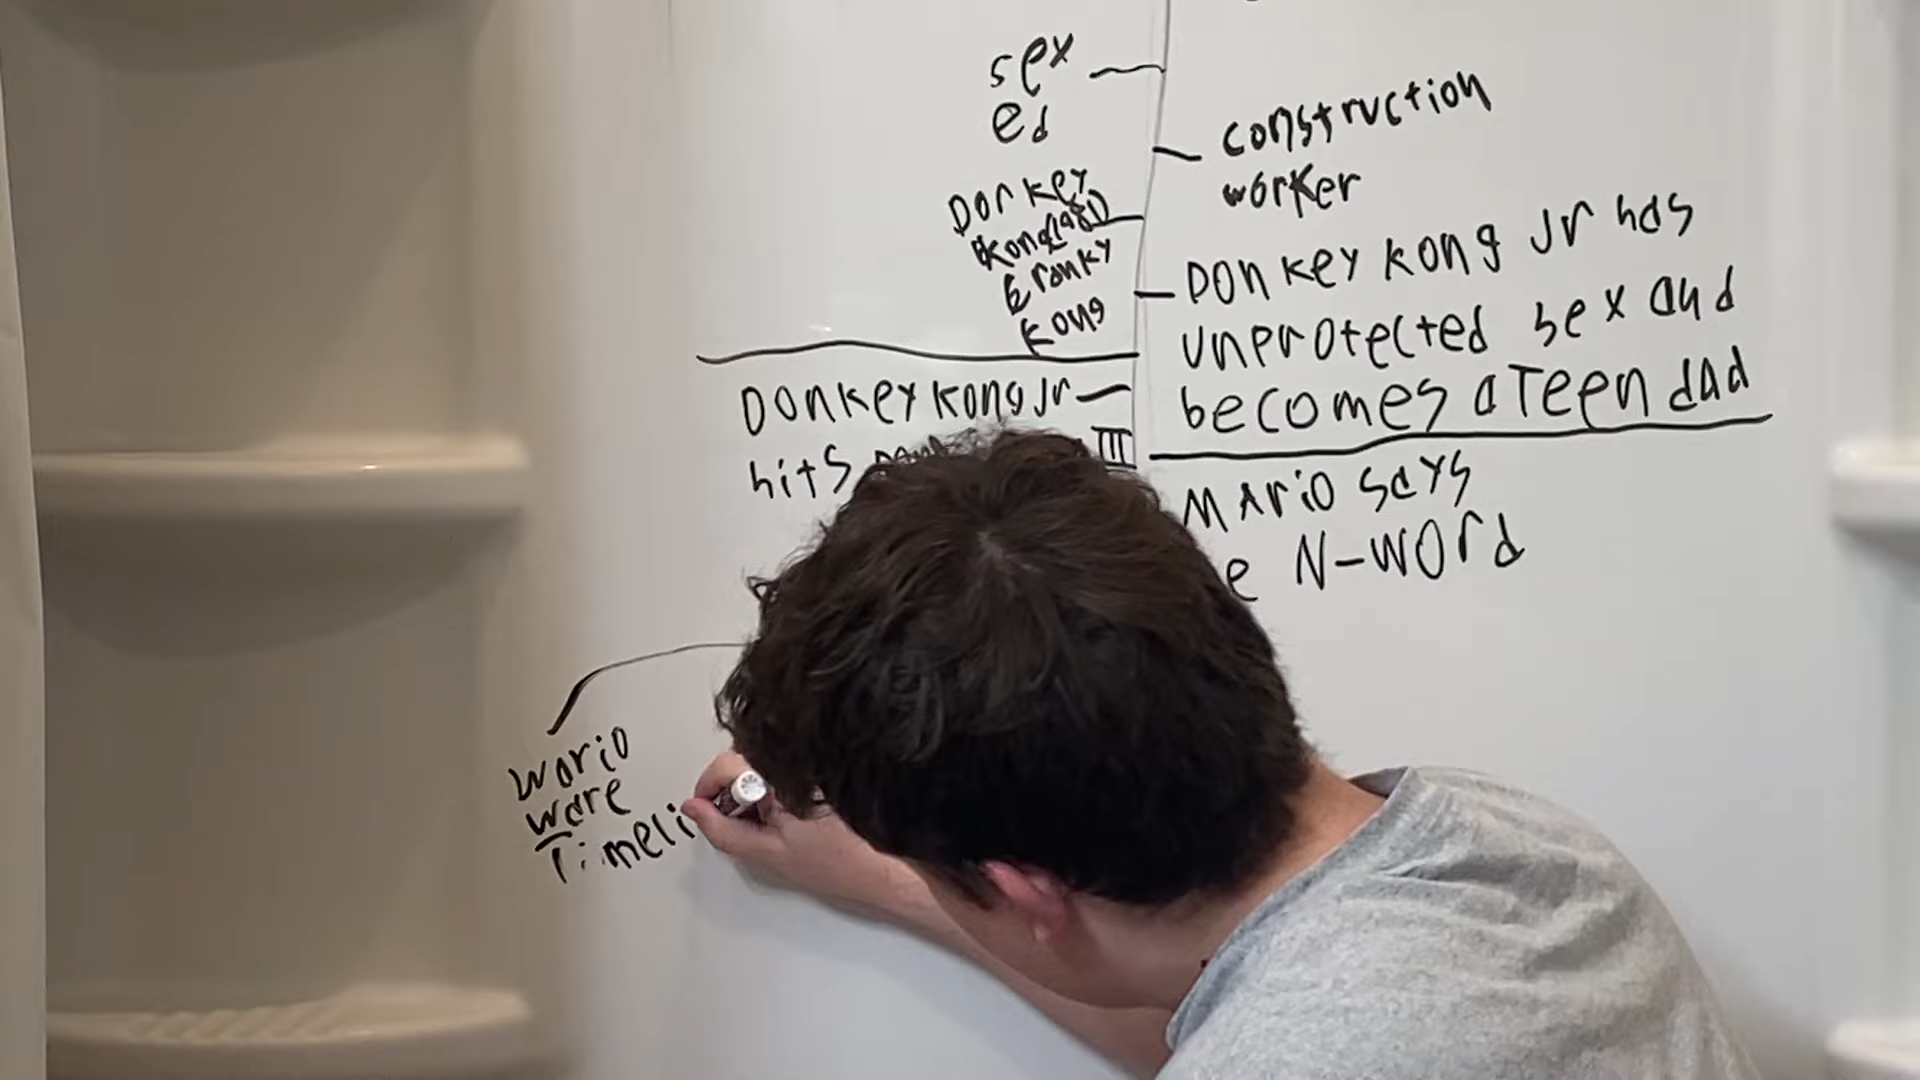 sex
ed
construction
worker
Donkey
Kong
Cranky
Kong
Donkey Kong Jr has
unprotected sex and
becomes a Teen dad
Donkey Kong Jr
hits
III
Mario says
e N-word
Wario
ware
Timeli